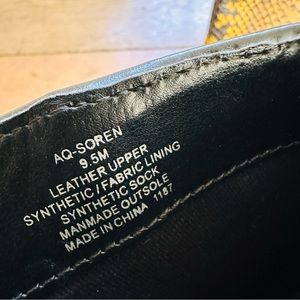 AQ-SOREN
9.5M
LEATHER UPPER
SYNTHETIC / FABRIC LINING
SYNTHETIC SOCK
MANMADE OUTSOLE
MADE IN CHINA 1187